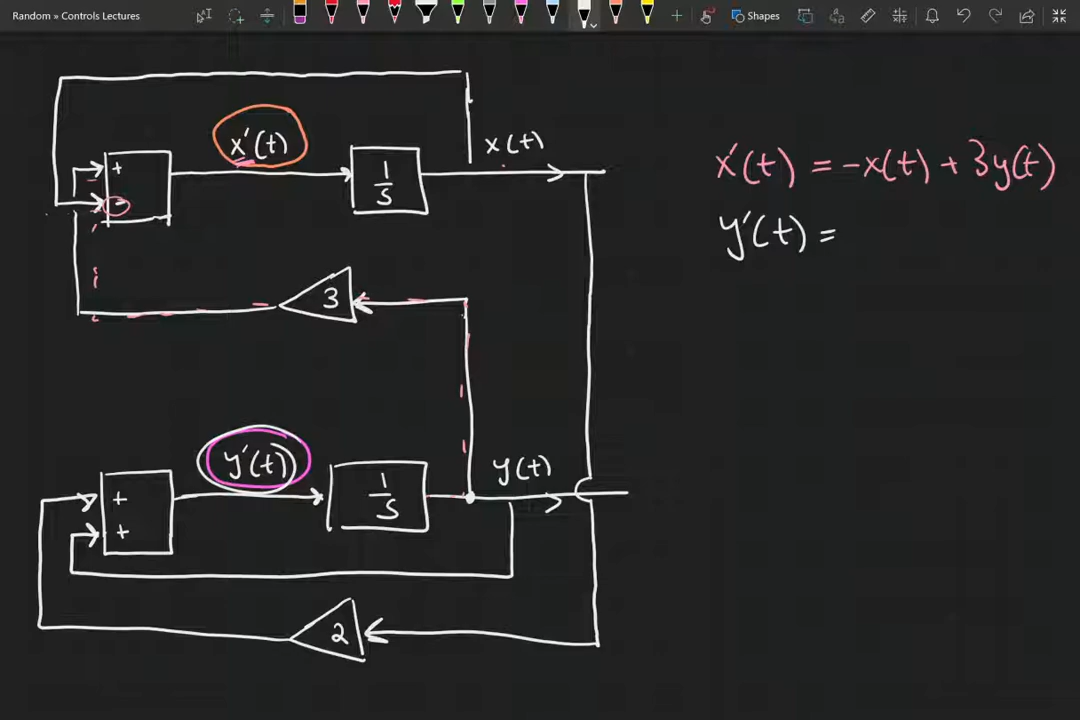 Random » Controls Lectures
Shapes
x'(t)
x(t)
+
-
1/s
x'(t) = -x(t) + 3y(t)
y'(t) =
3
y'(t)
y(t)
+
+
1/s
2